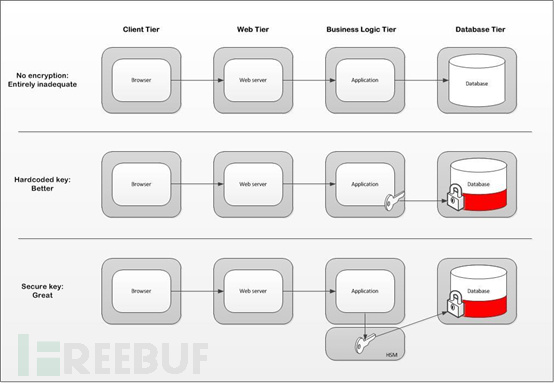 Client Tier Web Tier Business Logic Tier Database Tier
No encryption:
Entirely inadequate
Browser Web server Application Database
Hardcoded key:
Better
Browser Web server Application Database
Secure key:
Great
Browser Web server Application Database
HSM
FREEBUF